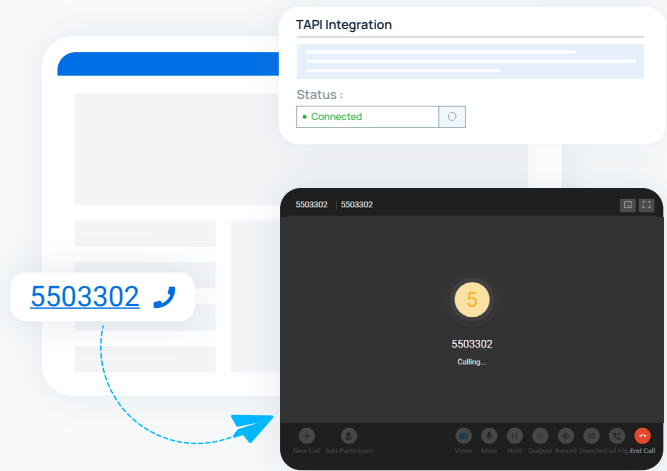 TAPI Integration
Status :
Connected
5503302 5503302
5
5503302
5503302
Calling...
New Call Add Participant Video Mute Hold Dialpad Record Transfer Call Flip End Call